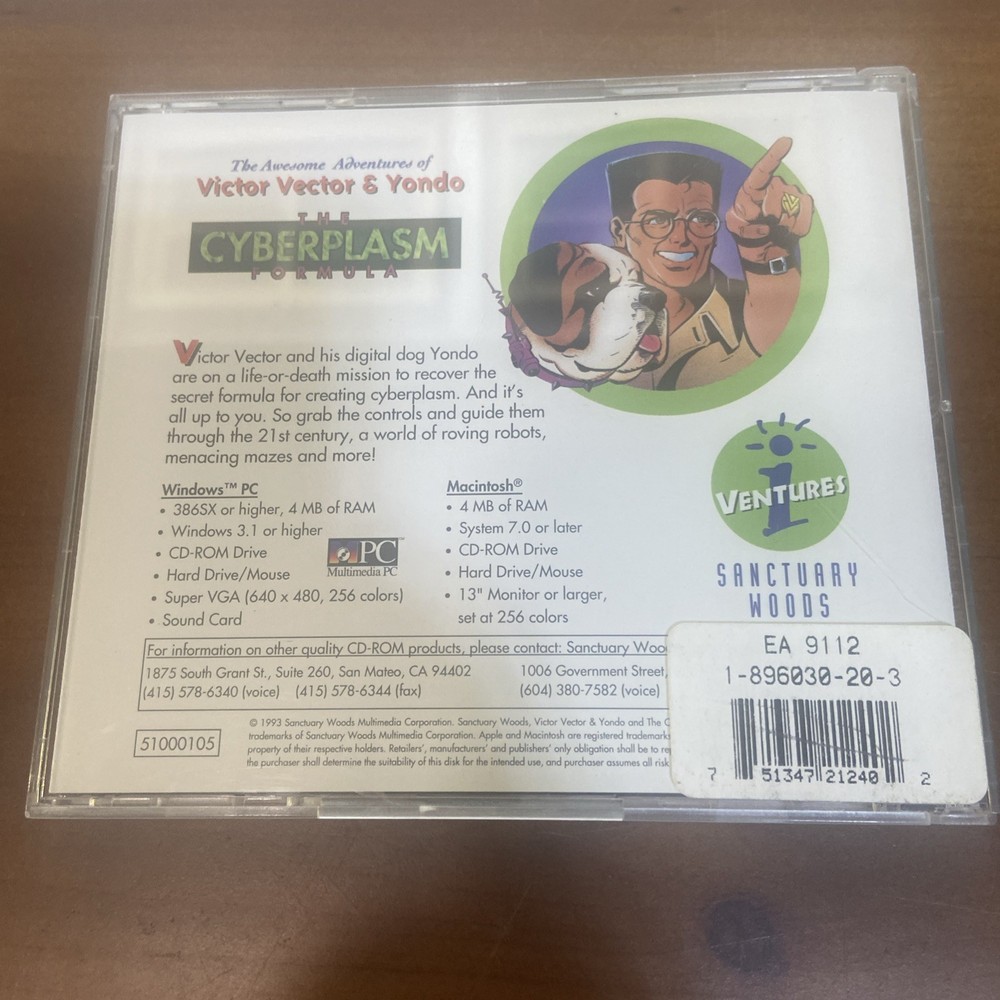 The Awesome Adventures of
Victor Vector & Yondo
THE
CYBERPLASM
FORMULA
Victor Vector and his digital dog Yondo
are on a life-or-death mission to recover the
secret formula for creating cyberplasm. And it's
all up to you. So grab the controls and guide them
through the 21st century, a world of roving robots,
menacing mazes and more!
Windows™ PC
• 386SX or higher, 4 MB of RAM
• Windows 3.1 or higher
• CD-ROM Drive
• Hard Drive/Mouse
• Super VGA (640 x 480, 256 colors)
• Sound Card
MPC™
Multimedia PC
Macintosh®
• 4 MB of RAM
• System 7.0 or later
• CD-ROM Drive
• Hard Drive/Mouse
• 13" Monitor or larger,
set at 256 colors
i
VENTURES
SANCTUARY
WOODS
For information on other quality CD-ROM products, please contact: Sanctuary
1875 South Grant St., Suite 260, San Mateo, CA 94402
(415) 578-6340 (voice) (415) 578-6344 (fax)
1006 Government Street,
(604) 380-7582 (voice)
51000105
© 1993 Sanctuary Woods Multimedia Corporation. Sanctuary Woods, Victor Vector & Yondo and The
trademarks of Sanctuary Woods Multimedia Corporation. Apple and Macintosh are registered
property of their respective holders. Retailers', manufacturers' and publishers' only obligation shall be to
the purchaser shall determine the suitability of this disk for the intended use, and purchaser assumes all
EA 9112
1-896030-20-3
7 51347 21240 2